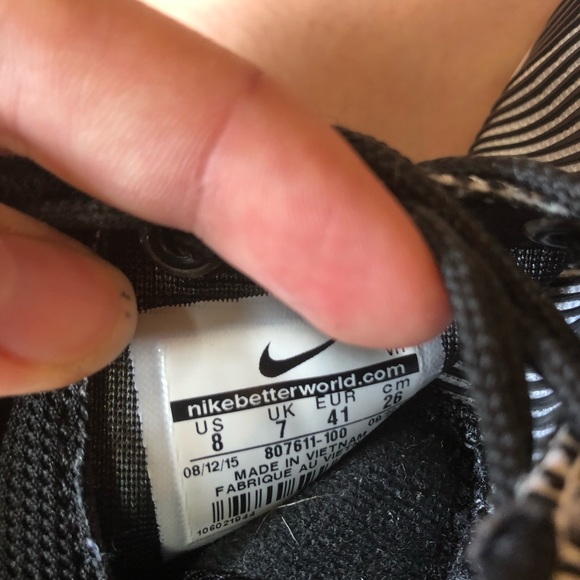 nikebetterworld.com
US UK EUR cm
8 7 41 26
807611-100
08/12/15
MADE IN VIETNAM
FABRIQUE AU